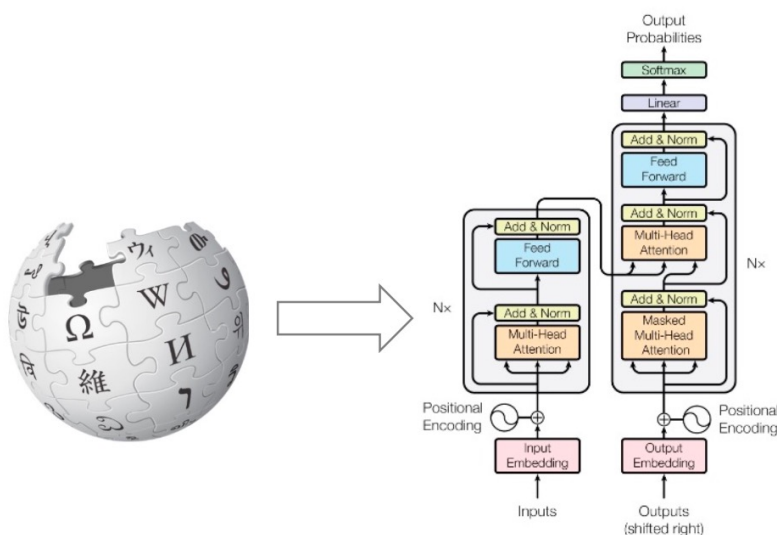 Output
Probabilities
Softmax
Linear
Add & Norm
Feed
Forward
Add & Norm
Multi-Head
Attention
Add & Norm
Masked
Multi-Head
Attention
Nx
Positional
Encoding
Output
Embedding
Outputs
(shifted right)
Add & Norm
Feed
Forward
Add & Norm
Multi-Head
Attention
Nx
Positional
Encoding
Input
Embedding
Inputs
ウィ
Ω
W
維
И